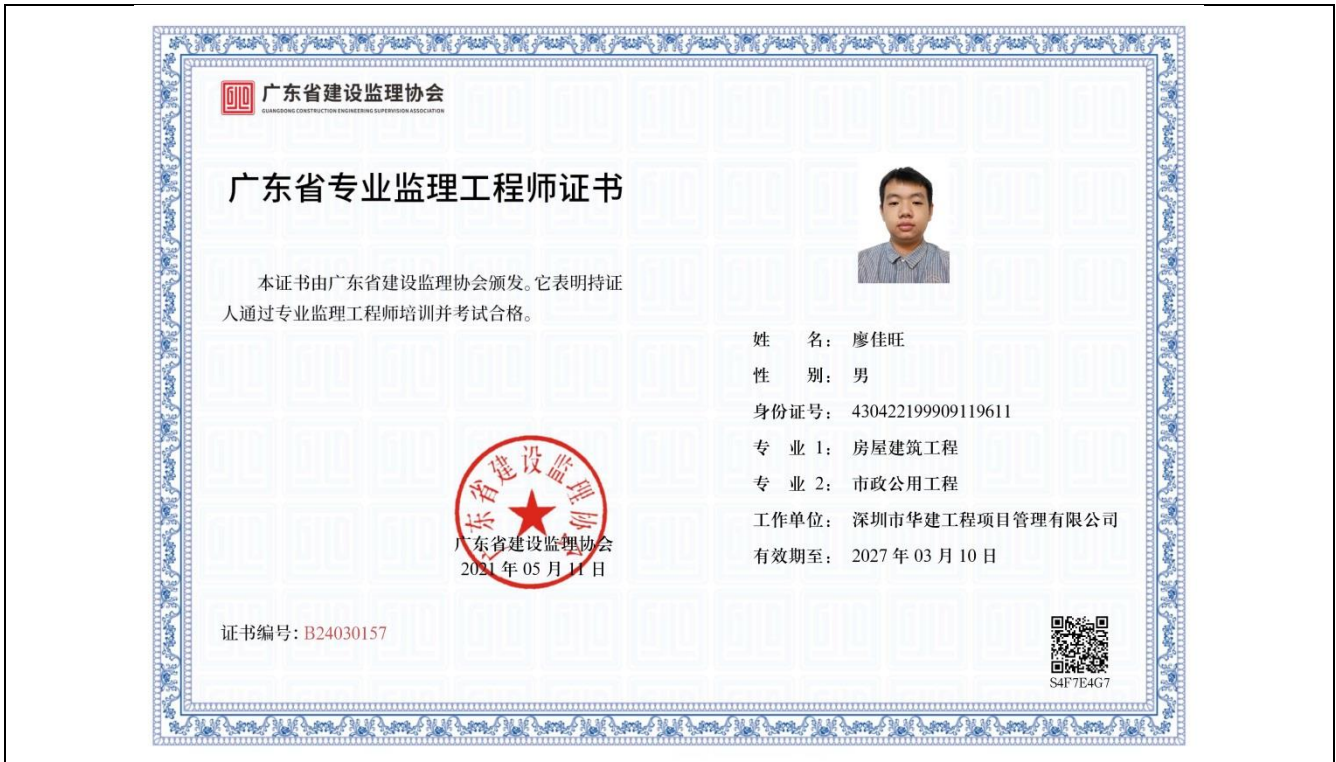 广东省建设监理协会
GUANGDONG CONSTRUCTION ENGINEERING SUPERVISION ASSOCIATION
广东省专业监理工程师证书
本证书由广东省建设监理协会颁发。它表明持证
人通过专业监理工程师培训并考试合格。
姓 名： 廖佳旺
性 别： 男
身份证号： 430422199909119611
专 业 1： 房屋建筑工程
专 业 2： 市政公用工程
工作单位： 深圳市华建工程项目管理有限公司
有效期至： 2027 年 03 月 10 日
广东省建设监理协会
广东省建设监理协会
2021 年 05 月 11 日
证书编号: B24030157
S4F7E4G7